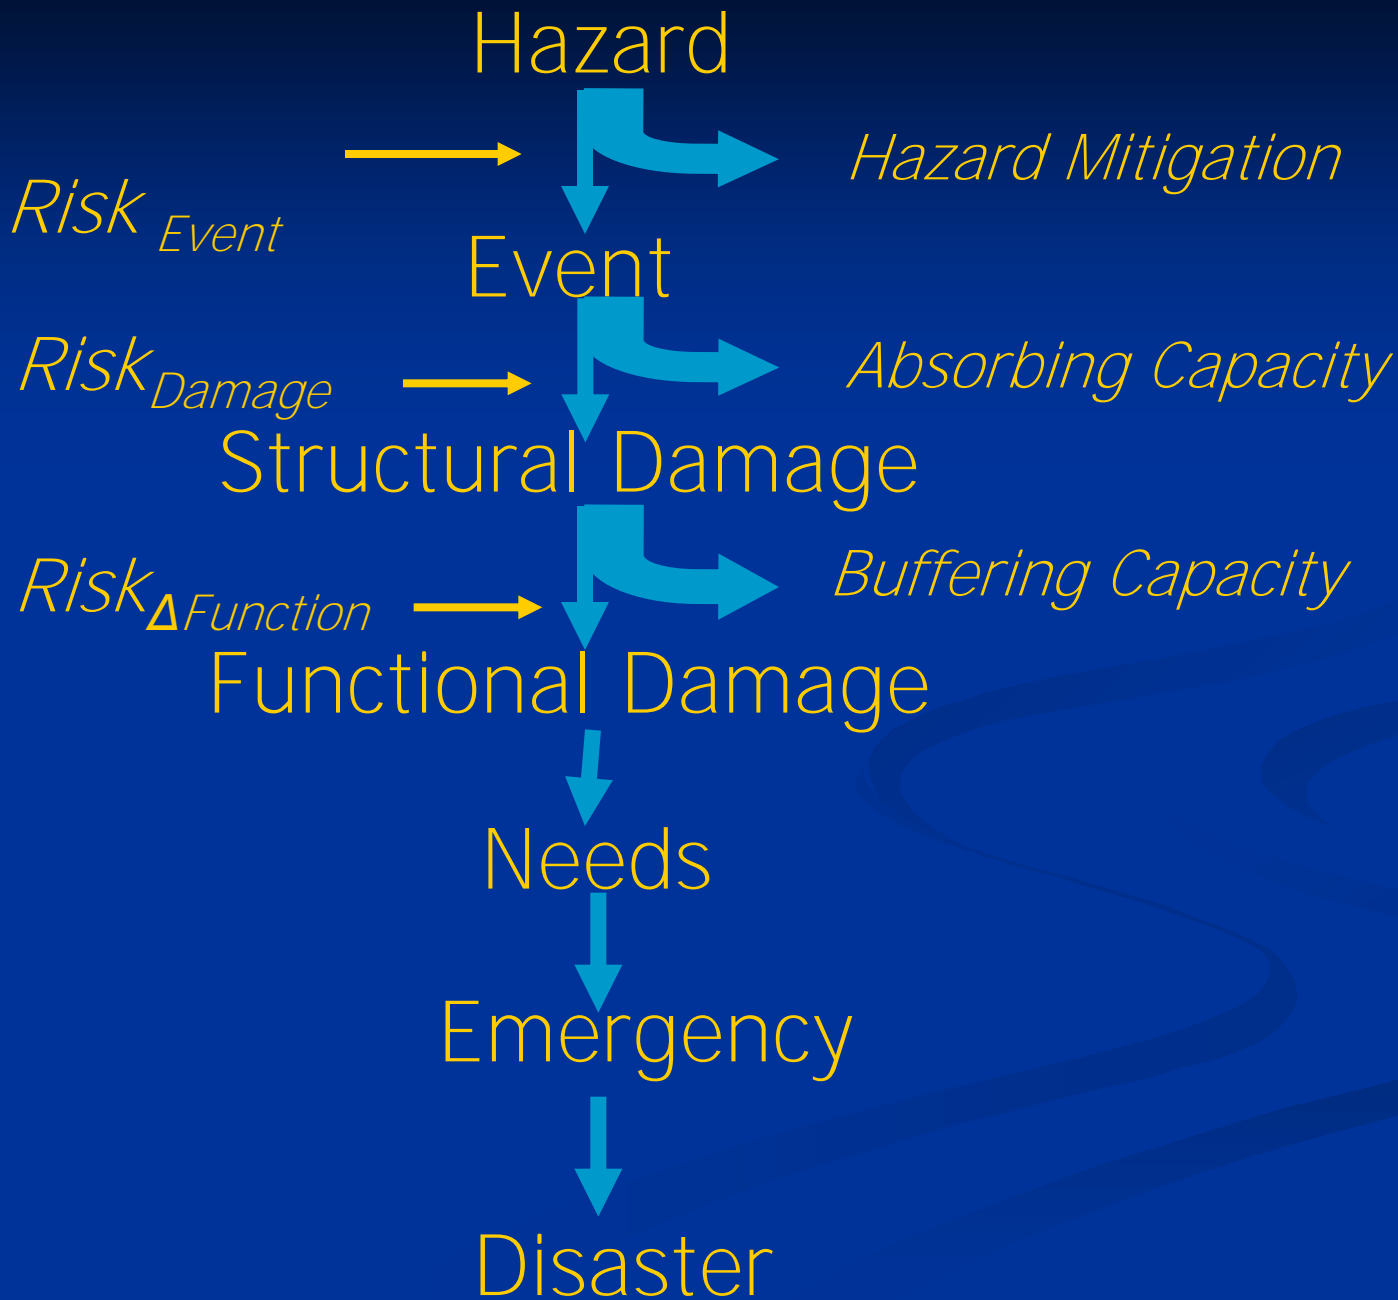 Hazard
Hazard Mitigation
Risk Event
Event
Risk Damage
Absorbing Capacity
Structural Damage
Risk ΔFunction
Buffering Capacity
Functional Damage
Needs
Emergency
Disaster